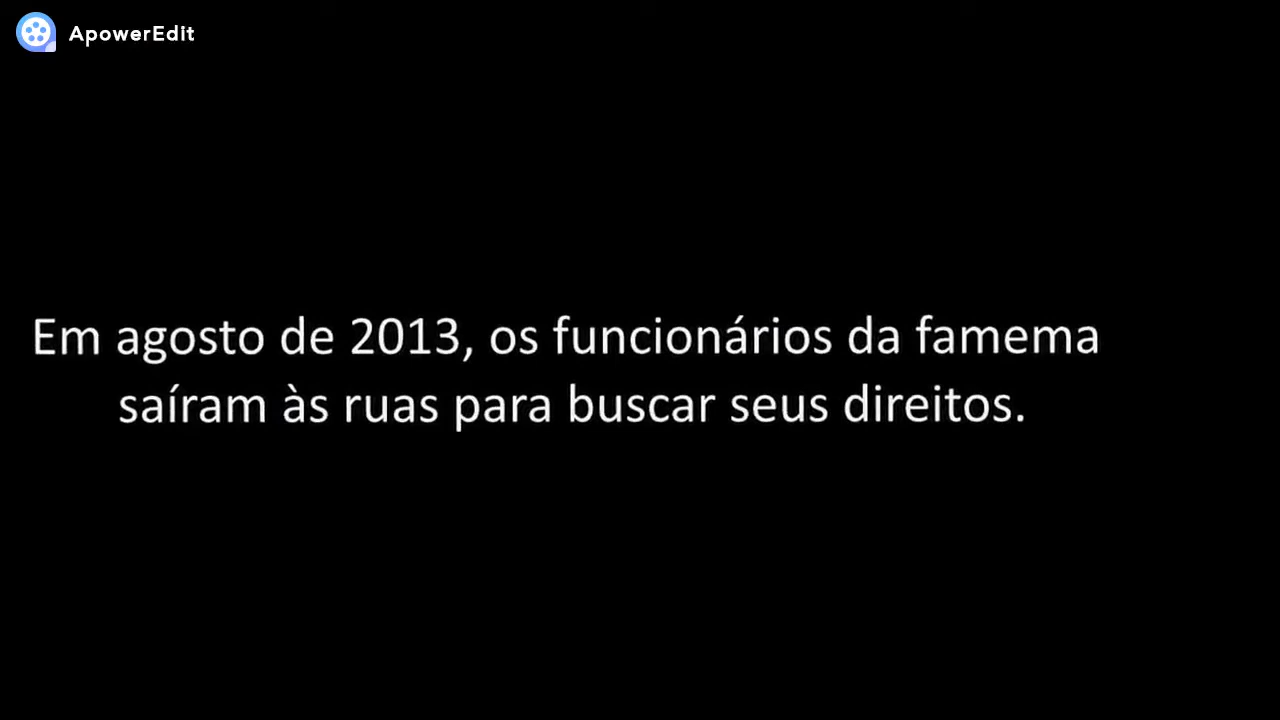 ApowerEdit
Em agosto de 2013, os funcionários da famema
saíram às ruas para buscar seus direitos.